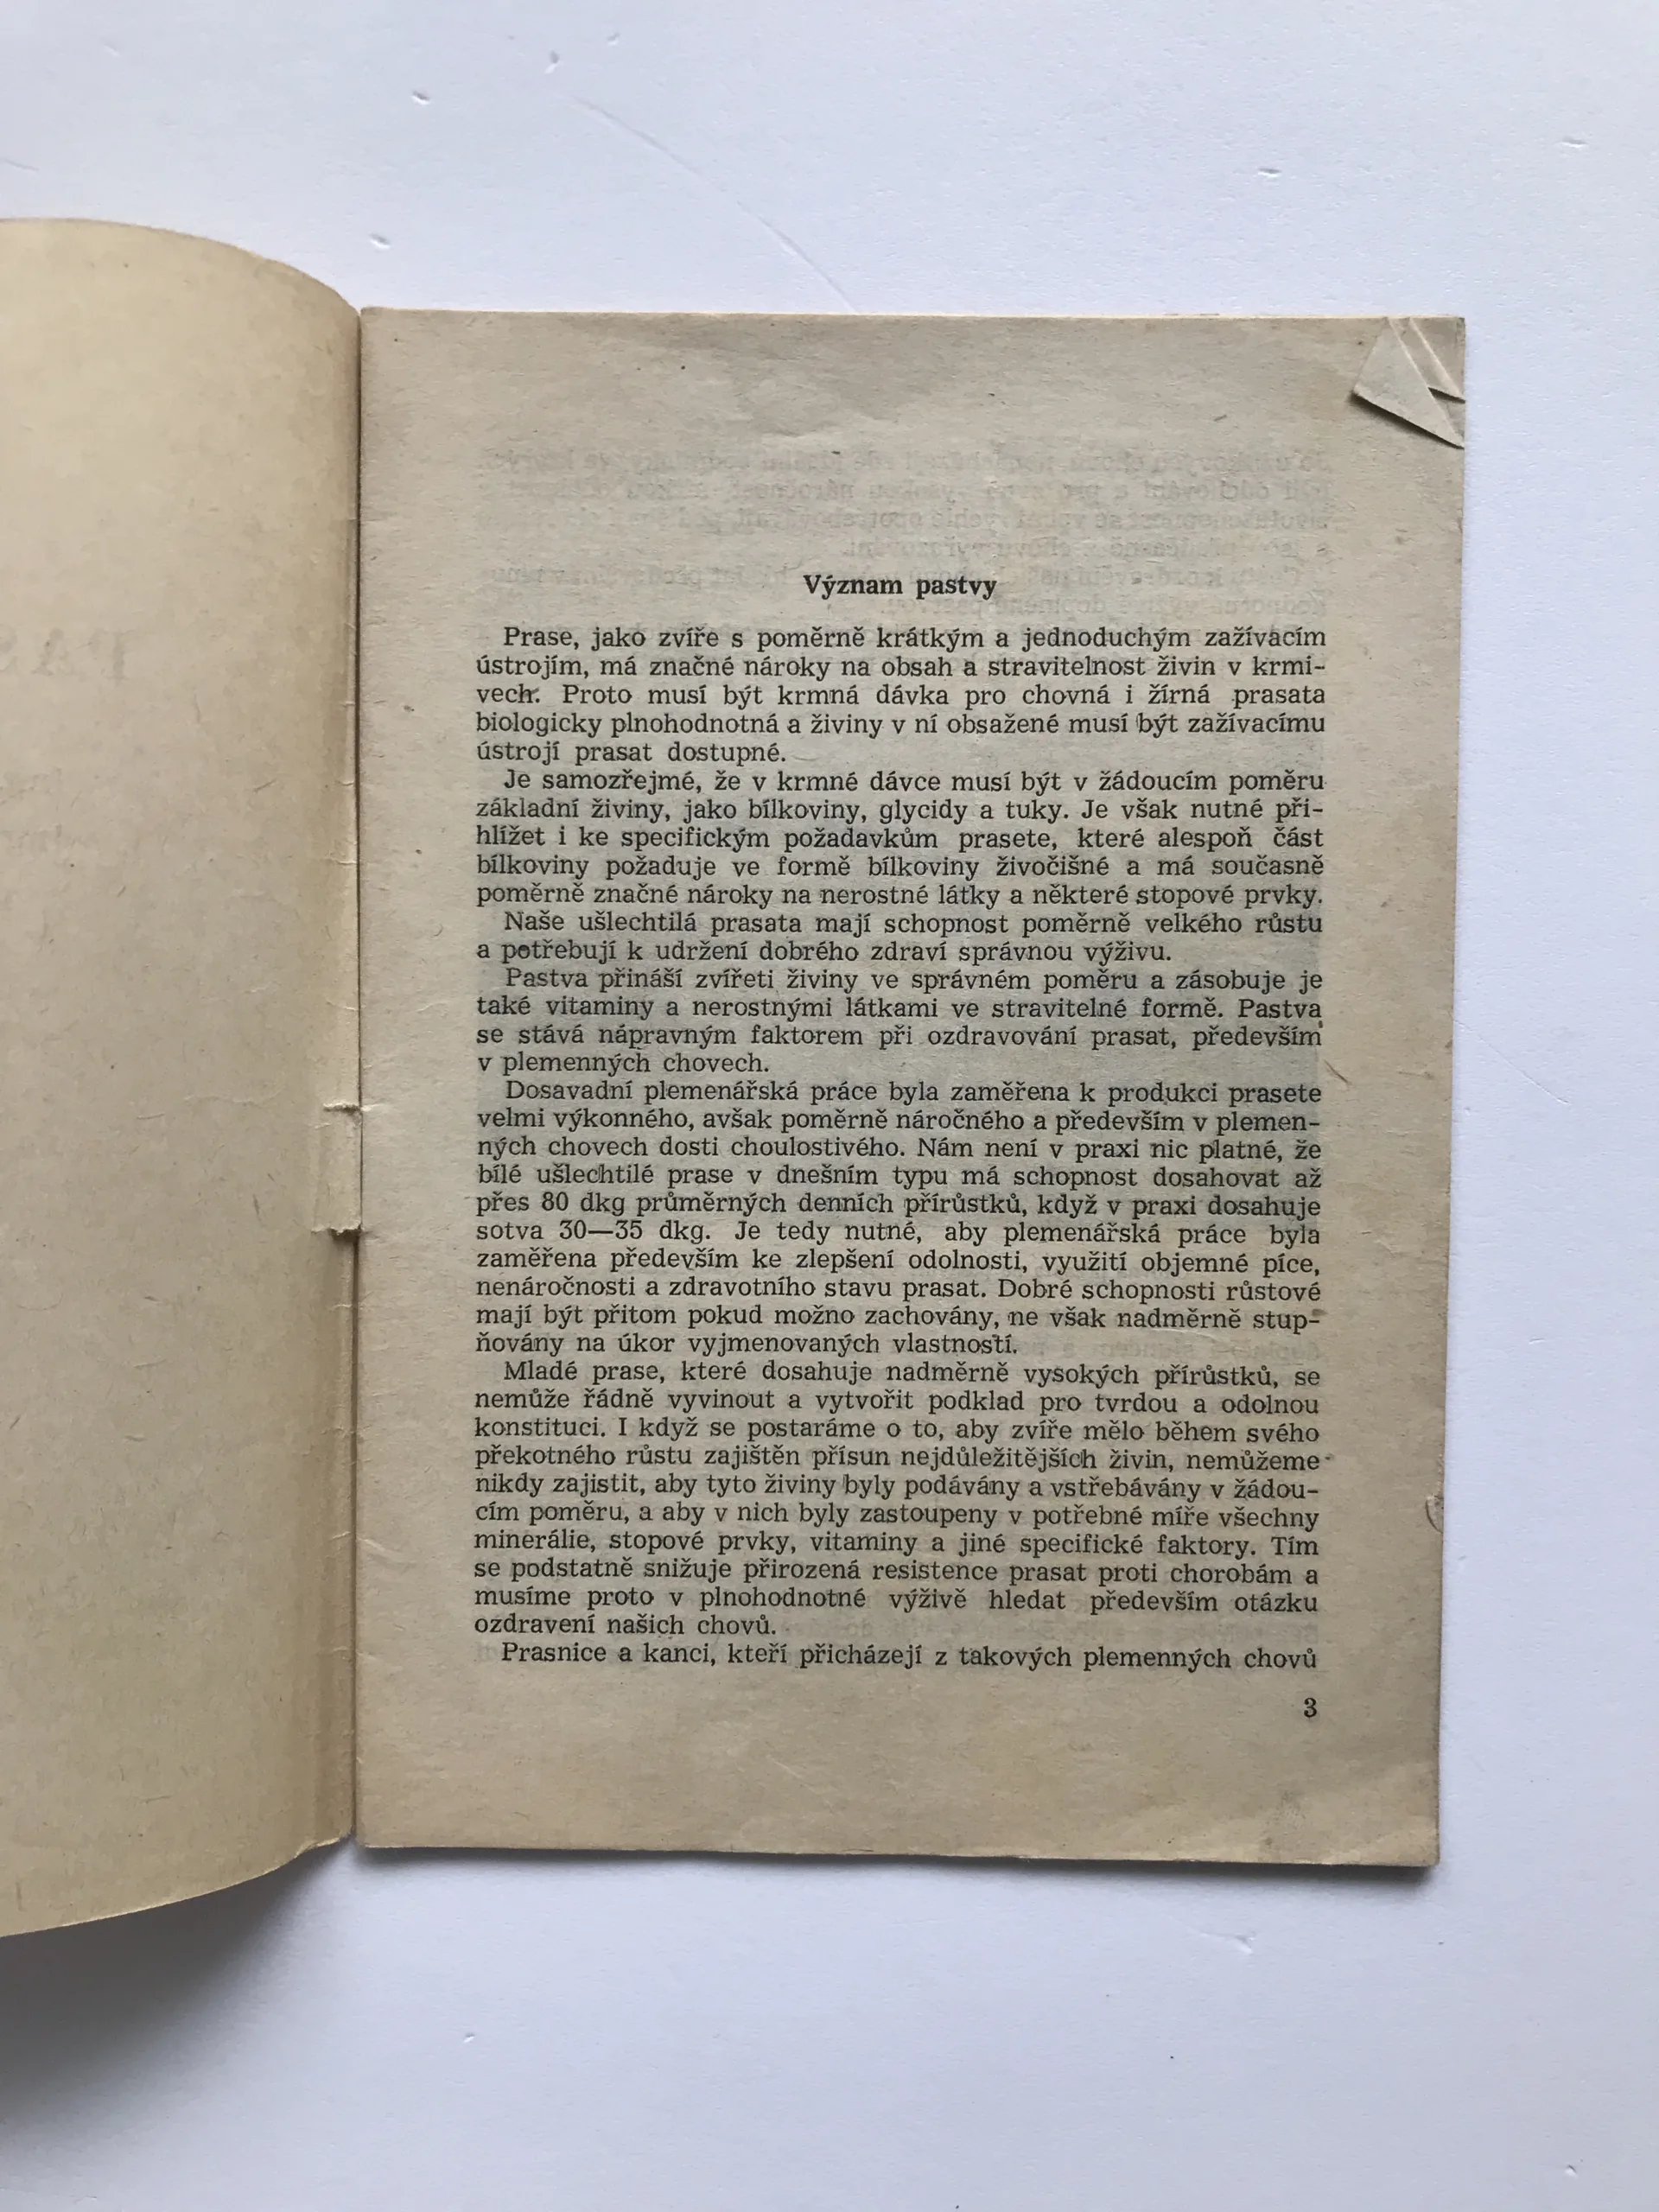 Význam pastvy
Prase, jako zvíře s poměrně krátkým a jednoduchým zažívacím
ústrojím, má značné nároky na obsah a stravitelnost živin v krmi-
vech. Proto musí být krmná dávka pro chovná i žírná prasata
biologicky plnohodnotná a živiny v ní obsažené musí být zažívacímu
ústrojí prasat dostupné.
Je samozřejmé, že v krmné dávce musí být v žádoucím poměru
základní živiny, jako bílkoviny, glycidy a tuky. Je však nutné při-
hlížet i ke specifickým požadavkům prasete, které alespoň část
bílkoviny požaduje ve formě bílkoviny živočišné a má současně
poměrně značné nároky na nerostné látky a některé stopové prvky.
Naše ušlechtilá prasata mají schopnost poměrně velkého růstu
a potřebují k udržení dobrého zdraví správnou výživu.
Pastva přináší zvířeti živiny ve správném poměru a zásobuje je
také vitaminy a nerostnými látkami ve stravitelné formě. Pastva
se stává nápravným faktorem při ozdravování prasat, především
v plemenných chovech.
Dosavadní plemenářská práce byla zaměřena k produkci prasete
velmi výkonného, avšak poměrně náročného a především v plemen-
ných chovech dosti choulostivého. Nám není v praxi nic platné, že
bílé ušlechtilé prase v dnešním typu má schopnost dosahovat až
přes 80 dkg průměrných denních přírůstků, když v praxi dosahuje
sotva 30—35 dkg. Je tedy nutné, aby plemenářská práce byla
zaměřena především ke zlepšení odolnosti, využití objemné píce,
nenáročnosti a zdravotního stavu prasat. Dobré schopnosti růstové
mají být přitom pokud možno zachovány, ne však nadměrně stup-
ňovány na úkor vyjmenovaných vlastností.
Mladé prase, které dosahuje nadměrně vysokých přírůstků, se
nemůže řádně vyvinout a vytvořit podklad pro tvrdou a odolnou
konstituci. I když se postaráme o to, aby zvíře mělo během svého
překotného růstu zajištěn přísun nejdůležitějších živin, nemůžeme
nikdy zajistit, aby tyto živiny byly podávány a vstřebávány v žádou-
cím poměru, a aby v nich byly zastoupeny v potřebné míře všechny
minerálie, stopové prvky, vitaminy a jiné specifické faktory. Tím
se podstatně snižuje přirozená resistence prasat proti chorobám a
musíme proto v plnohodnotné výživě hledat především otázku
ozdravení našich chovů.
Prasnice a kanci, kteří přicházejí z takových plemenných chovů
3